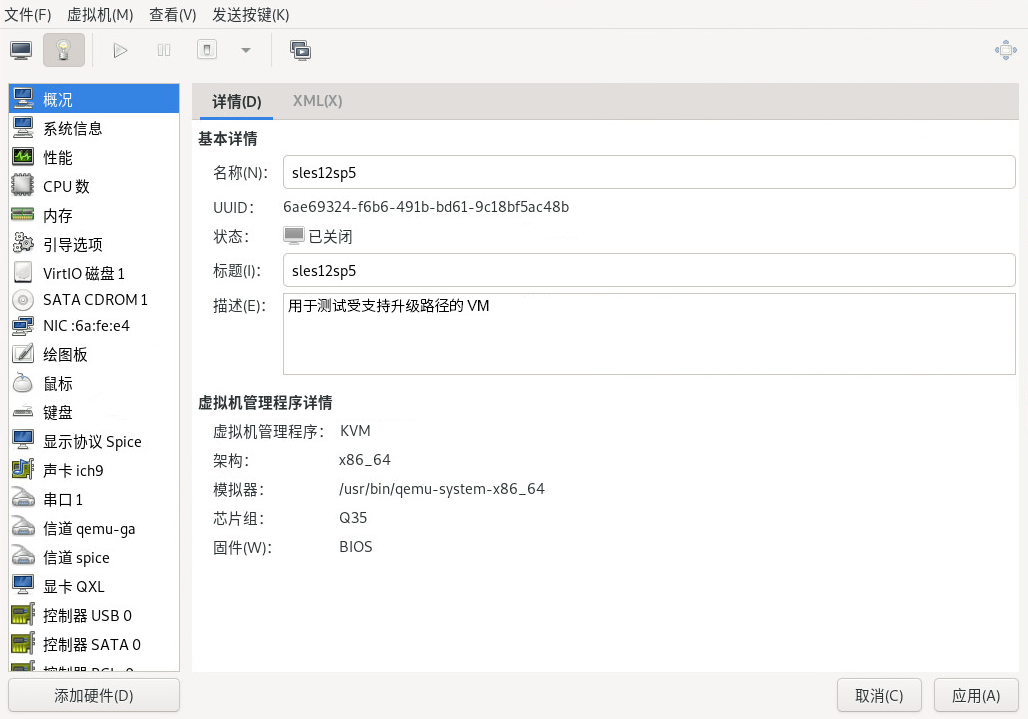 文件(F) 虚拟机(M) 查看(V) 发送按键(K)
概况
系统信息
性能
CPU 数
内存
引导选项
VirtIO 磁盘 1
SATA CDROM 1
NIC :6a:fe:e4
绘图板
鼠标
键盘
显示协议 Spice
声卡 ich9
串口 1
信道 qemu-ga
信道 spice
显卡 QXL
控制器 USB 0
控制器 SATA 0
添加硬件(D)
详情(D) XML(X)
基本详情
名称(N): sles12sp5
UUID: 6ae69324-f6b6-491b-bd61-9c18bf5ac48b
状态: 已关闭
标题(I): sles12sp5
描述(E): 用于测试受支持升级路径的 VM
虚拟机管理程序详情
虚拟机管理程序: KVM
架构: x86_64
模拟器: /usr/bin/qemu-system-x86_64
芯片组: Q35
固件(W): BIOS
取消(C) 应用(A)